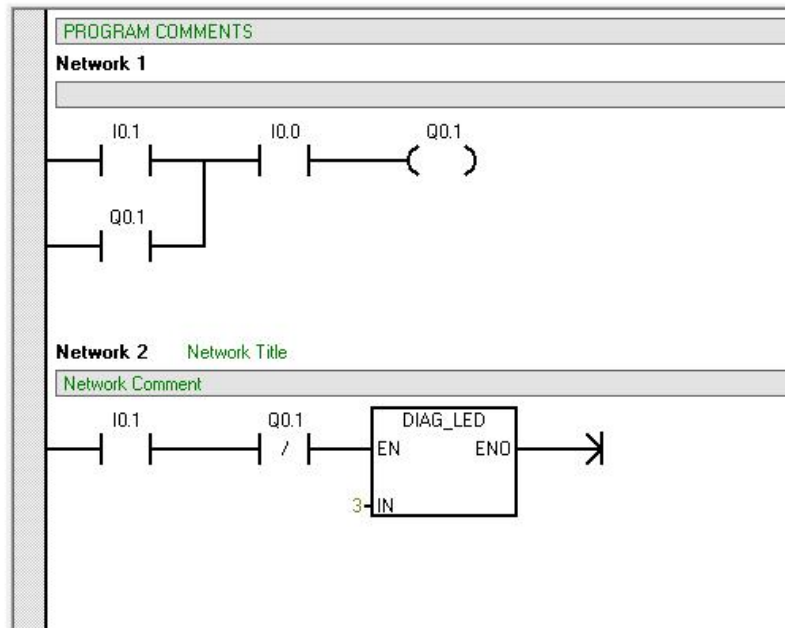 PROGRAM COMMENTS
Network 1
I0.1 I0.0 Q0.1
Q0.1
Network 2 Network Title
Network Comment
I0.1 Q0.1 DIAG_LED
/ EN ENO
3 IN